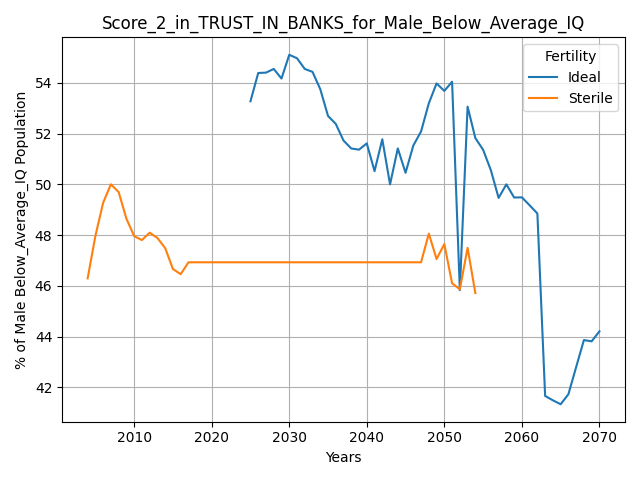 Score_2_in_TRUST_IN_BANKS_for_Male_Below_Average_IQ
Fertility
Ideal
Sterile
% of Male Below_Average_IQ Population
54
52
50
48
46
44
42
2010 2020 2030 2040 2050 2060 2070
Years